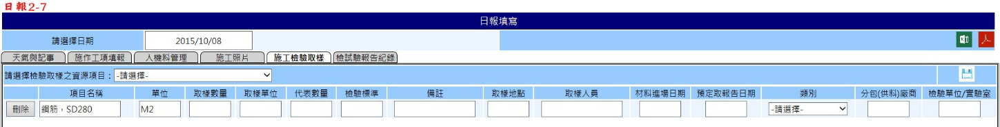 日報2-7
日報填寫
請選擇日期 2015/10/08
天氣與記事 施作工項填報 人機料管理 施工照片 施工檢驗取樣 檢試驗報告紀錄
請選擇檢驗取樣之資源項目：-請選擇-
項目名稱 單位 取樣數量 取樣單位 代表數量 檢驗標準 備註 取樣地點 取樣人員 材料進場日期 預定取報告日期 類別 分包(供料)廠商 檢驗單位/實驗室
刪除 鋼筋，SD280 M2 -請選擇-